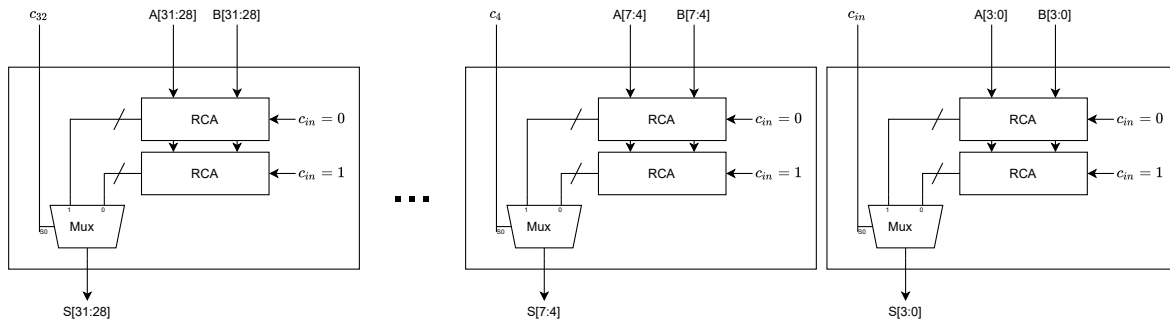 c32 A[31:28] B[31:28]
RCA
cin = 0
RCA
cin = 1
1 0
Mux
S0
S[31:28]
...
c4 A[7:4] B[7:4]
RCA
cin = 0
RCA
cin = 1
1 0
Mux
S0
S[7:4]
cin A[3:0] B[3:0]
RCA
cin = 0
RCA
cin = 1
1 0
Mux
S0
S[3:0]